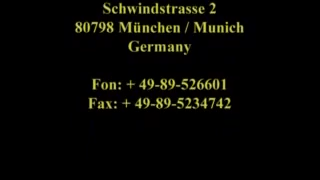 Schwindstrasse 2
80798 München / Munich
Germany
Fon: + 49-89-526601
Fax: + 49-89-5234742